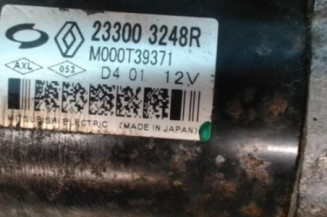 23300 3248R
M000T39371
AXL 053 D4 01 12V
MITSUBISHI ELECTRIC (MADE IN JAPAN)